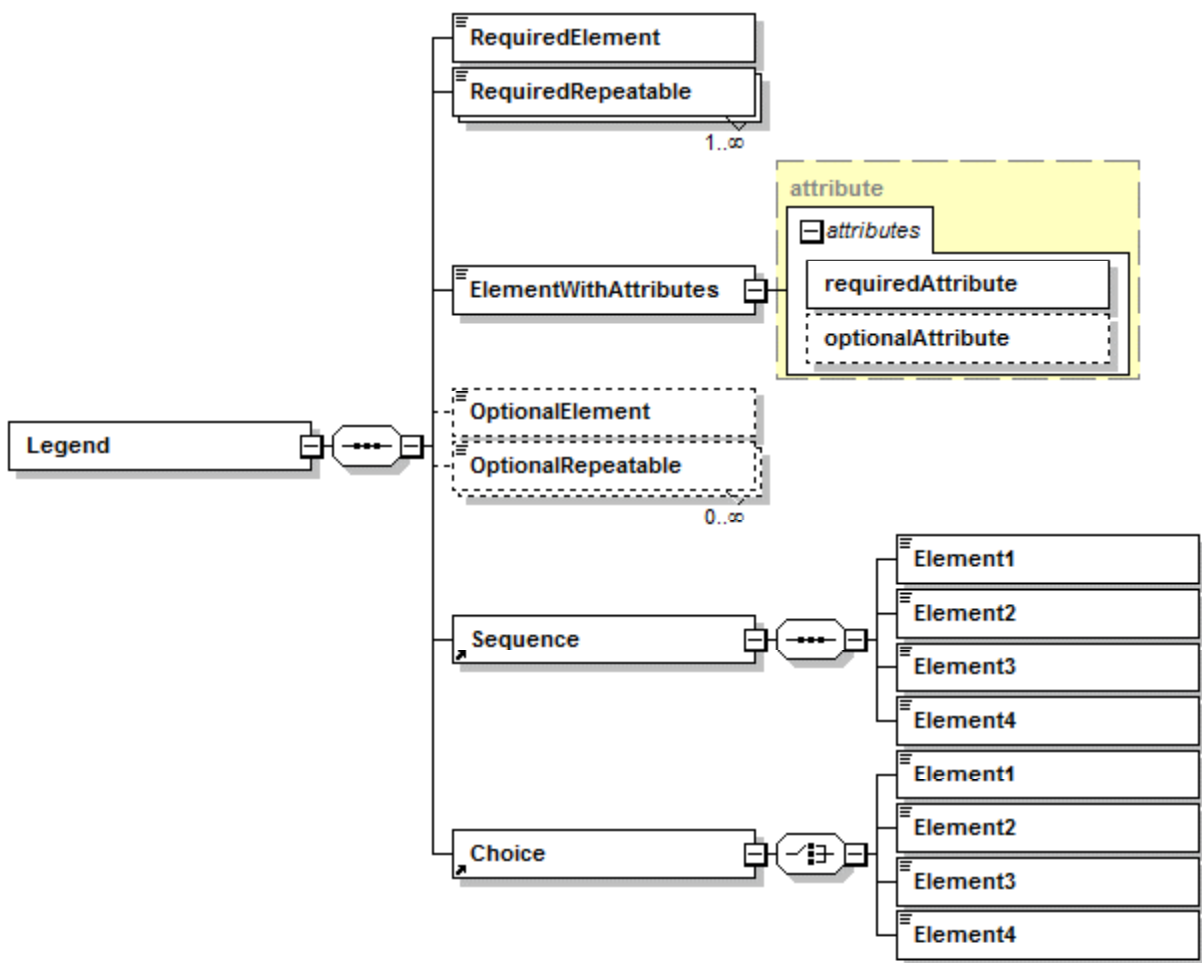 RequiredElement
RequiredRepeatable
1..∞
attribute
attributes
ElementWithAttributes
requiredAttribute
optionalAttribute
OptionalElement
Legend
OptionalRepeatable
0..∞
Element1
Element2
Sequence
Element3
Element4
Element1
Element2
Choice
Element3
Element4